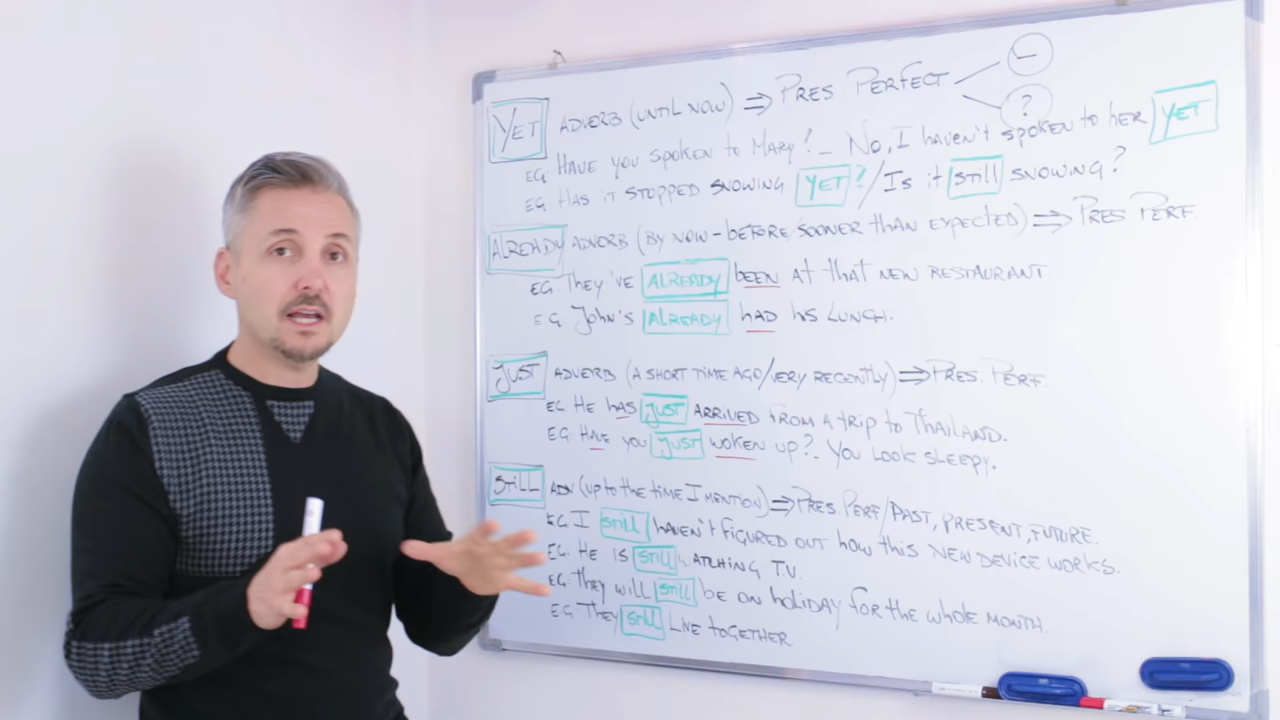 YET ADVERB (UNTIL NOW) ⇒ PRES PERFECT – ?
EG HAVE YOU SPOKEN TO MARY? – No, I haven't spoken to her YET
EG. HAS IT STOPPED SNOWING YET? / Is it still SNOWING?
ALREADY ADVERB (BY NOW - BEFORE/SOONER THAN EXPECTED) ⇒ PRES PERF.
EG They've ALREADY BEEN AT that NEW RESTAURANT
EG. John's ALREADY HAD his LUNCH.
JUST ADVERB (A SHORT TIME AGO/VERY RECENTLY) ⇒ PRES. PERF.
EG. HE HAS JUST ARRIVED FROM A TRIP to THAILAND.
EG. HAVE YOU JUST WOKEN UP? – YOU LOOK SLEEPY.
STILL ADV (UP TO THE TIME I MENTION) ⇒ PRES. PERF/PAST, PRESENT, FUTURE.
EG. I still HAVEN'T FIGURED OUT how this NEW DEVICE WORKS.
EG. HE IS still WATCHING TV.
EG. They will still BE ON holiday for the whole MONTH.
EG. They still LIVE toGETHER